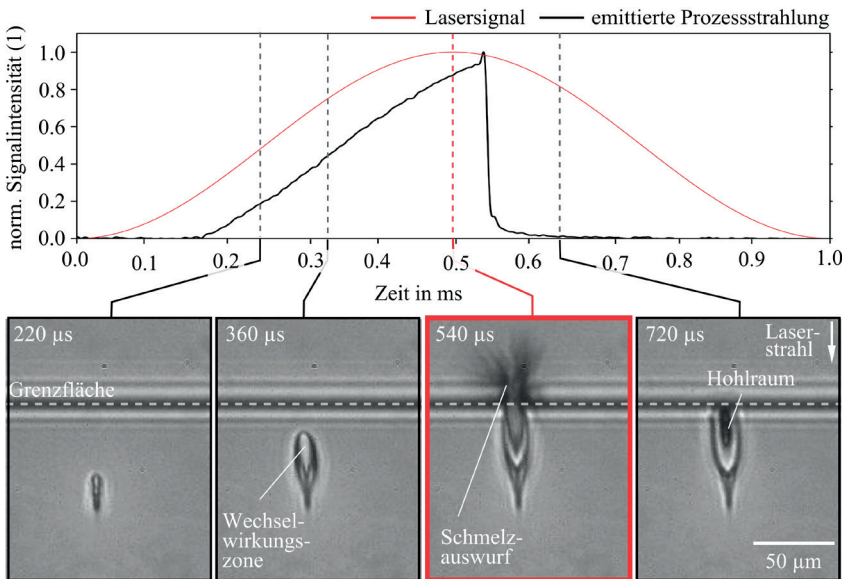 Lasersignal emittierte Prozessstrahlung
norm. Signalintensität (1)
1.0
0.8
0.6
0.4
0.2
0.0
0.0 0.1 0.2 0.3 0.4 0.5 0.6 0.7 0.8 0.9 1.0
Zeit in ms
220 µs 360 µs 540 µs 720 µs
Laser-
strahl
Grenzfläche
Hohlraum
Wechsel-
wirkungs-
zone
Schmelz-
auswurf
50 µm